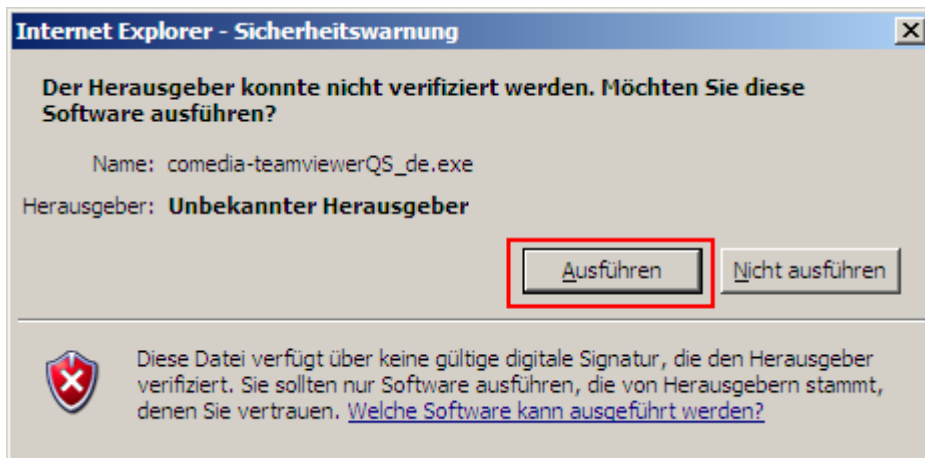 Internet Explorer - Sicherheitswarnung
Der Herausgeber konnte nicht verifiziert werden. Möchten Sie diese
Software ausführen?
Name: comedia-teamviewerQS_de.exe
Herausgeber: Unbekannter Herausgeber
Ausführen Nicht ausführen
Diese Datei verfügt über keine gültige digitale Signatur, die den Herausgeber
verifiziert. Sie sollten nur Software ausführen, die von Herausgebern stammt,
denen Sie vertrauen. Welche Software kann ausgeführt werden?